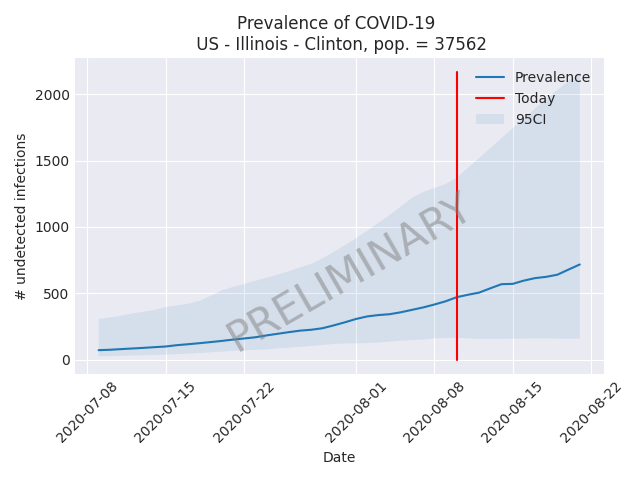 Prevalence of COVID-19
US - Illinois - Clinton, pop. = 37562
Prevalence
Today
95CI
# undetected infections
2000
1500
1000
500
0
PRELIMINARY
2020-07-08
2020-07-15
2020-07-22
2020-08-01
2020-08-08
2020-08-15
2020-08-22
Date